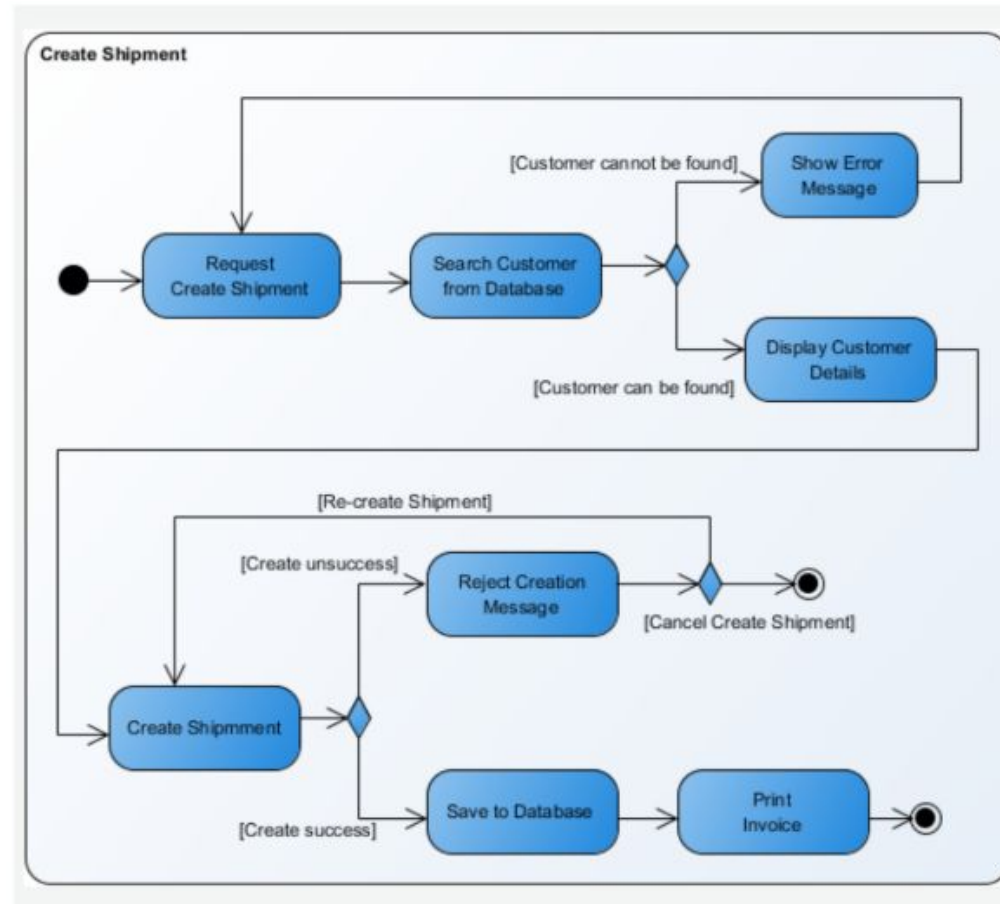 Create Shipment
[Customer cannot be found]
Show Error
Message
Request
Create Shipment
Search Customer
from Database
Display Customer
Details
[Customer can be found]
[Re-create Shipment]
[Create unsuccess]
Reject Creation
Message
[Cancel Create Shipment]
Create Shipmment
[Create success]
Save to Database
Print
Invoice